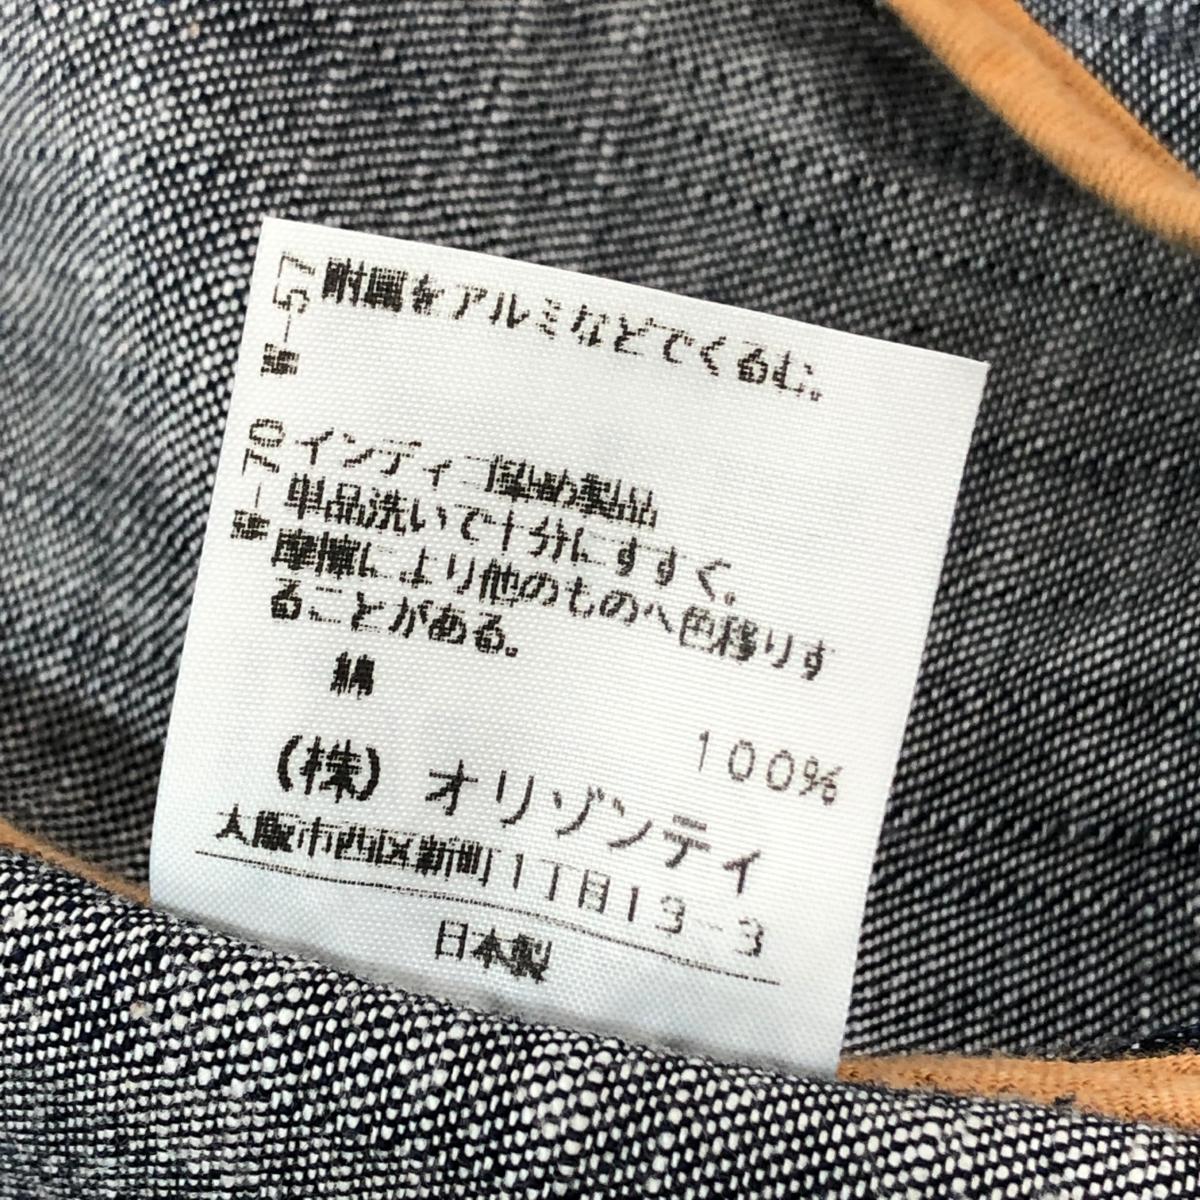 附属をアルミなどでくるむ。
インディゴ厚め製品
単品洗いで十分にすすぐ。
摩擦により他のものへ色移りす
ることがある。
綿
100%
(株) オリゾンティ
大阪市西区新町1丁目13-3
日本製
-57
-70